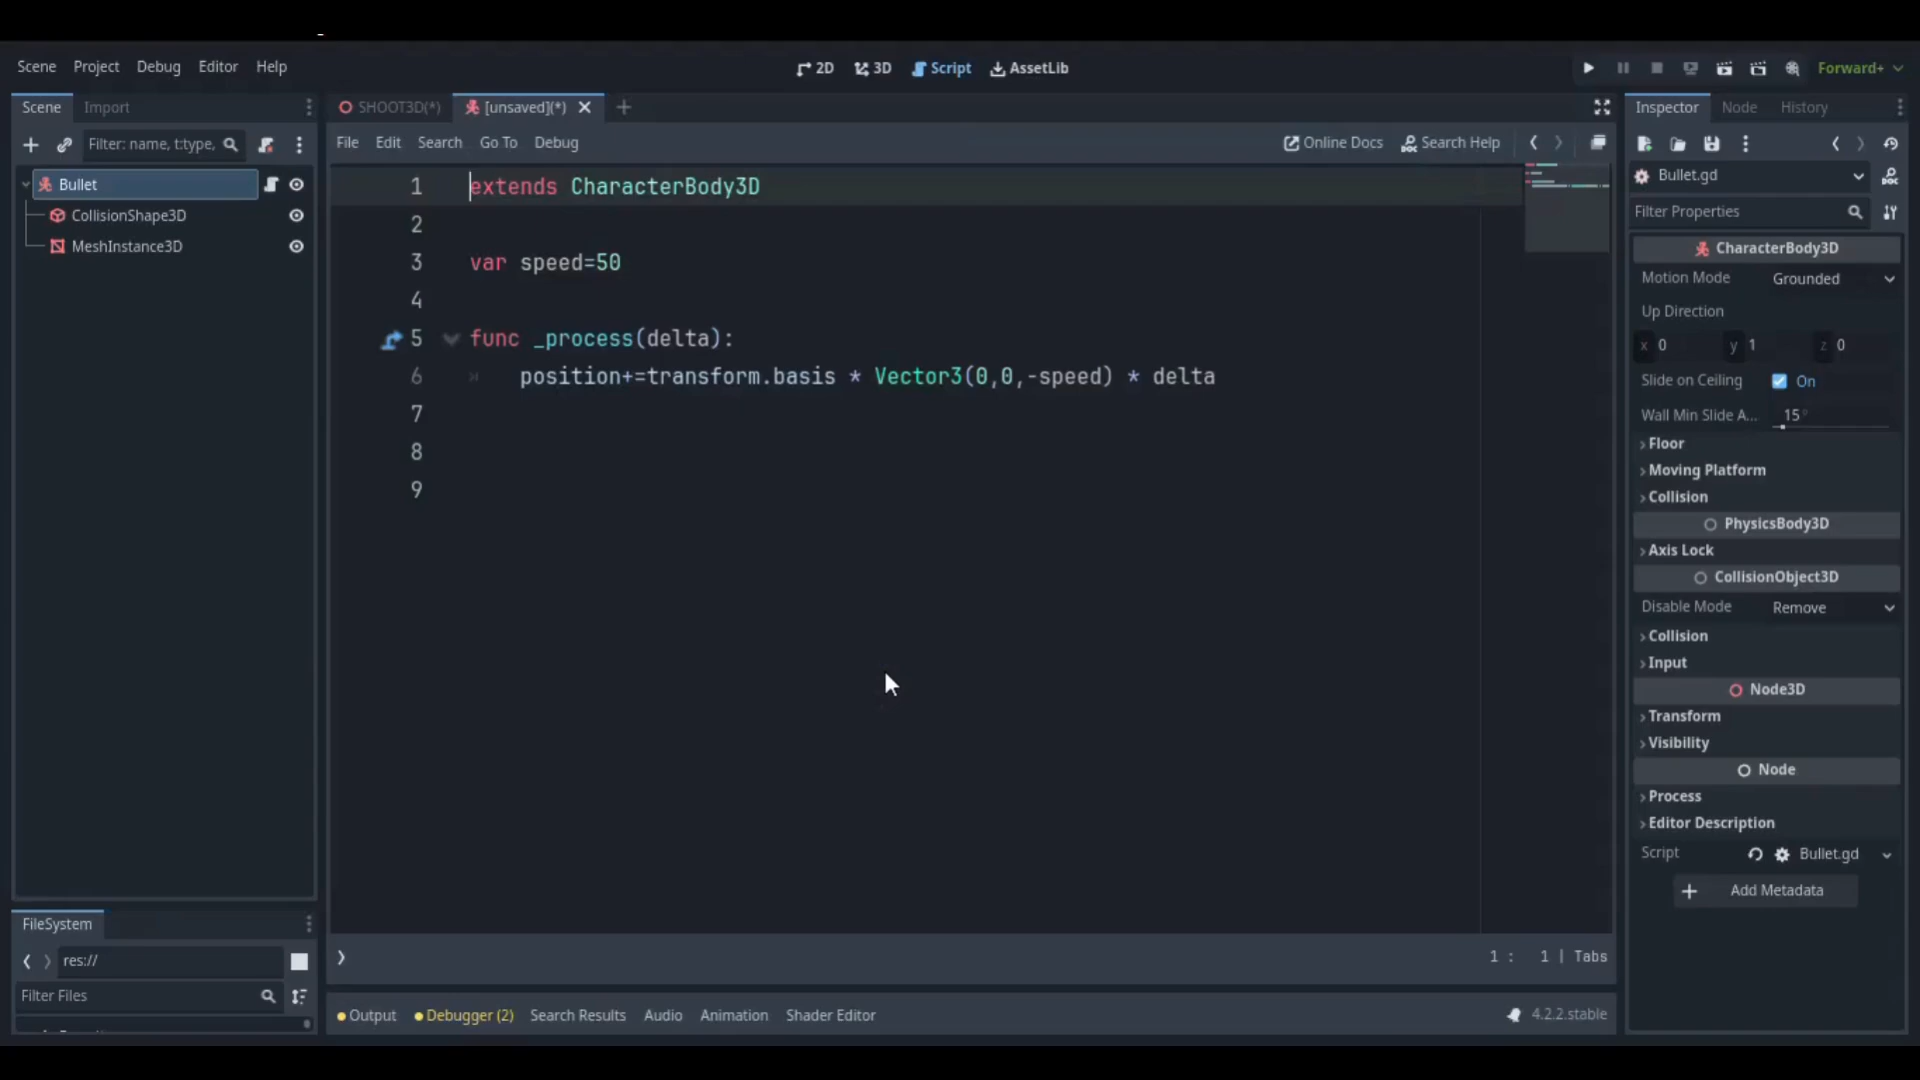 Scene Project Debug Editor Help
2D 3D Script AssetLib
Forward+
Scene Import
SHOOT3D(*) [unsaved](*)
Inspector Node History
Filter: name, t:type,
File Edit Search Go To Debug
Online Docs Search Help
Bullet
CollisionShape3D
MeshInstance3D
1 extends CharacterBody3D
2
3 var speed=50
4
5 func _process(delta):
6 position+=transform.basis * Vector3(0,0,-speed) * delta
7
8
9
Bullet.gd
Filter Properties
CharacterBody3D
Motion Mode Grounded
Up Direction
x 0 y 1 z 0
Slide on Ceiling On
Wall Min Slide A... 15°
Floor
Moving Platform
Collision
PhysicsBody3D
Axis Lock
CollisionObject3D
Disable Mode Remove
Collision
Input
Node3D
Transform
Visibility
Node
Process
Editor Description
Script Bullet.gd
Add Metadata
FileSystem
res://
Filter Files
1 : 1 | Tabs
Output Debugger (2) Search Results Audio Animation Shader Editor
4.2.2.stable